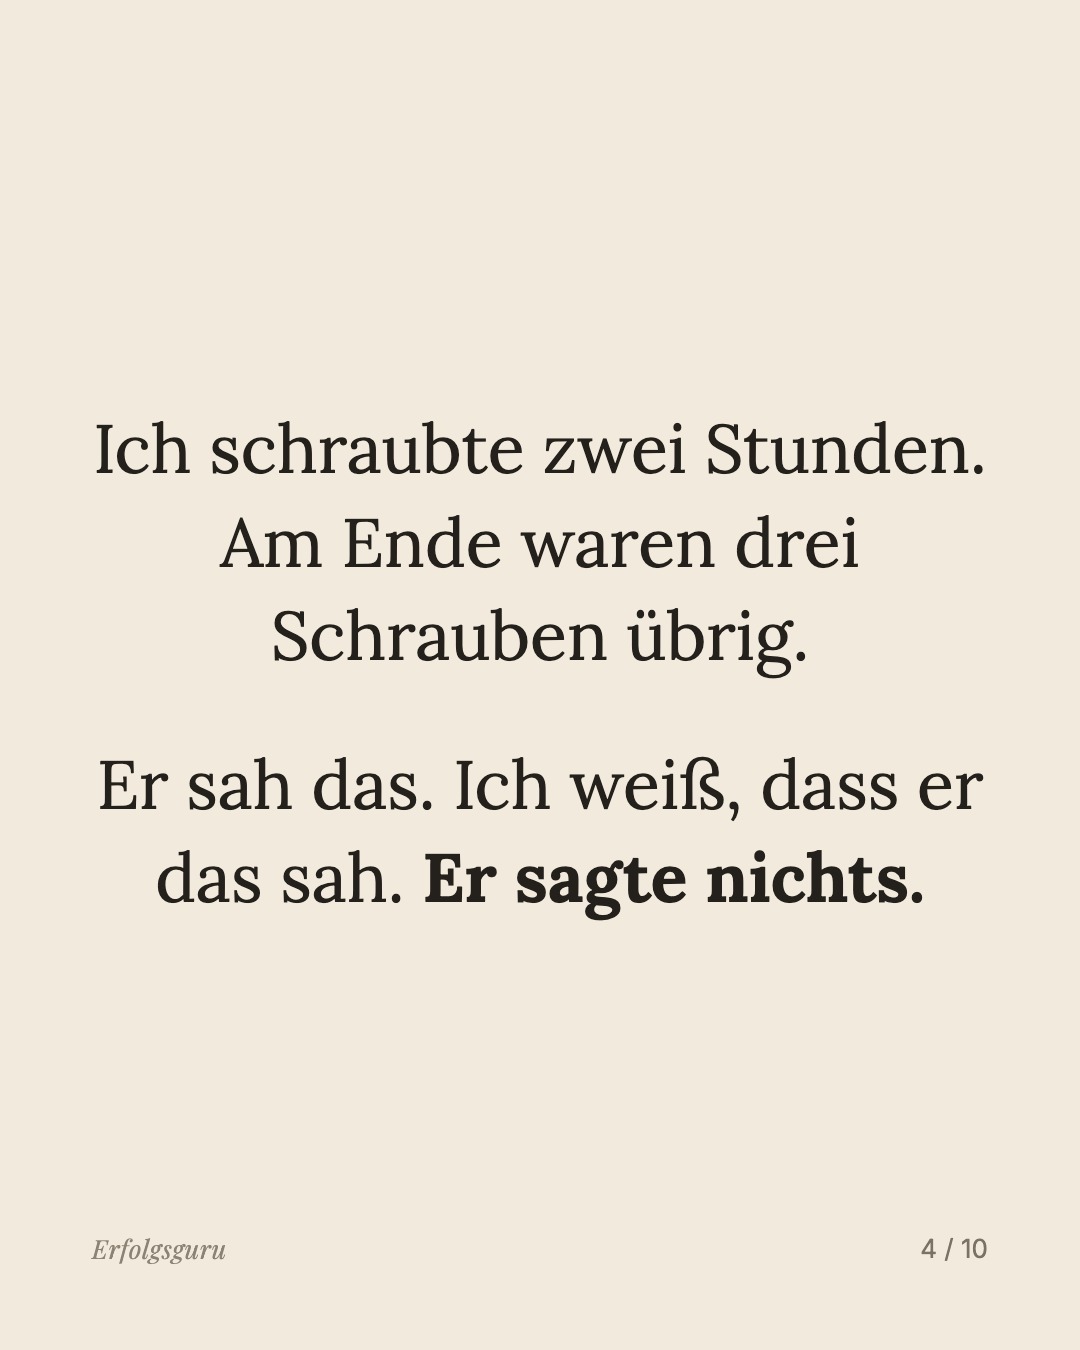 Ich schraubte zwei Stunden.
Am Ende waren drei
Schrauben übrig.
Er sah das. Ich weiß, dass er
das sah. Er sagte nichts.
Erfolgsguru
4 / 10